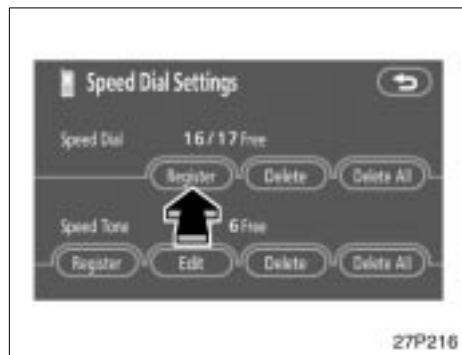 Speed Dial Settings
Speed Dial 16/17 Free
Register Delete Delete All
Speed Tone 6 Free
Register Edit Delete Delete All
27P216